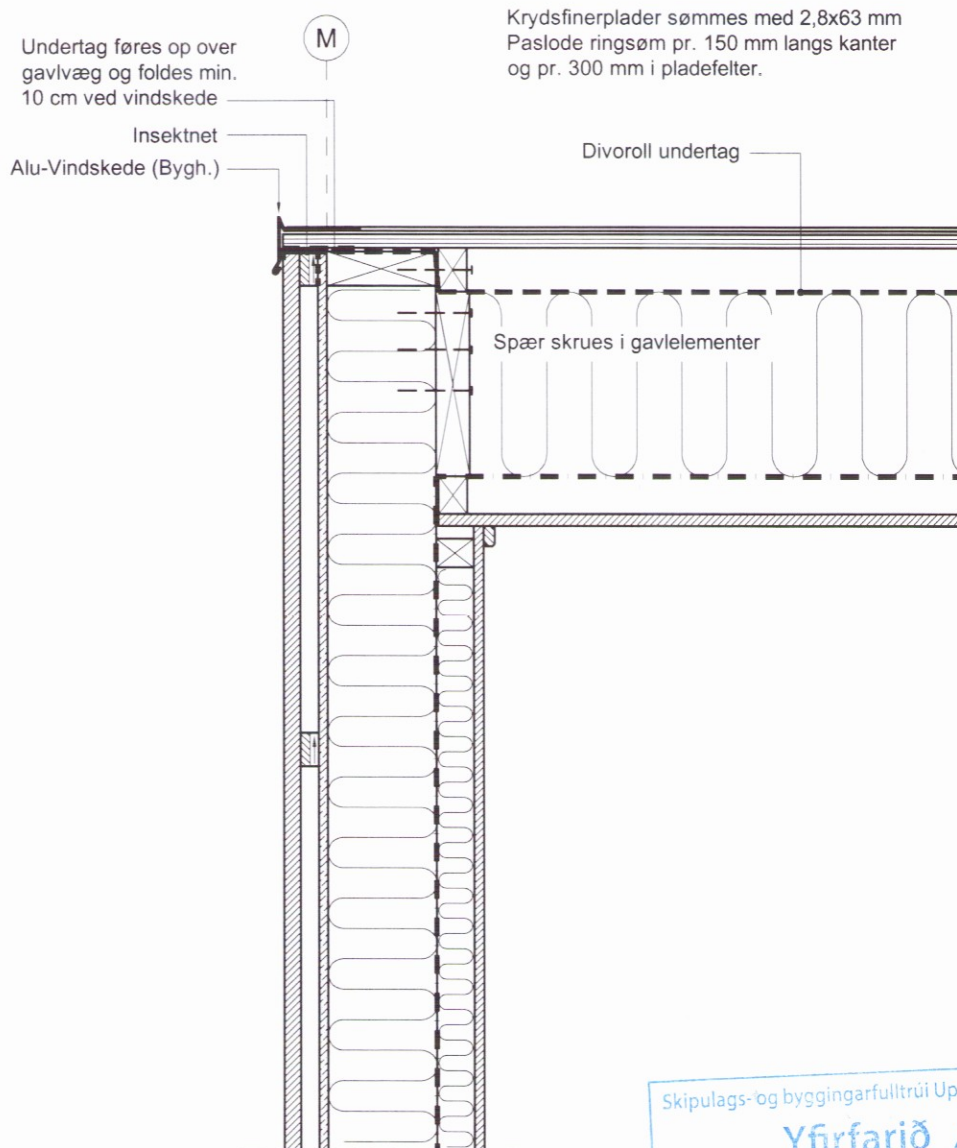 Undertag føres op over
gavlvæg og foldes min.
10 cm ved vindskede
M
Krydsfinerplader sømmes med 2,8x63 mm
Paslode ringsøm pr. 150 mm langs kanter
og pr. 300 mm i pladefelter.
Insektnet
Alu-Vindskede (Bygh.)
Divoroll undertag
Spær skrues i gavlelementer
Skipulags- og byggingarfulltrúi Up
Yfirfarið